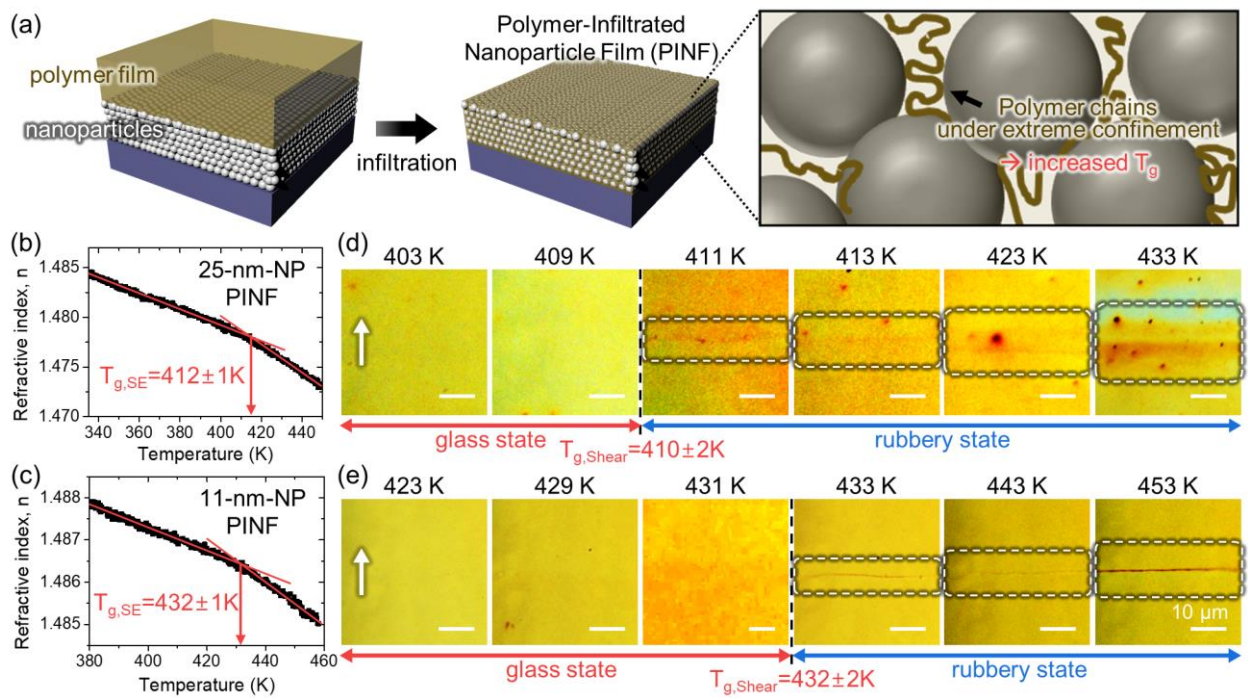 (a)
polymer film
nanoparticles
infiltration
Polymer-Infiltrated
Nanoparticle Film (PINF)
Polymer chains
under extreme confinement
→ increased Tg
(b)
Refractive index, n
1.485
1.480
1.475
1.470
25-nm-NP
PINF
Tg,SE=412±1K
340 360 380 400 420 440
Temperature (K)
(c)
Refractive index, n
1.488
1.487
1.486
1.485
11-nm-NP
PINF
Tg,SE=432±1K
380 400 420 440 460
Temperature (K)
(d)
403 K 409 K 411 K 413 K 423 K 433 K
glass state
Tg,Shear=410±2K
rubbery state
(e)
423 K 429 K 431 K 433 K 443 K 453 K
10 μm
glass state
Tg,Shear=432±2K
rubbery state